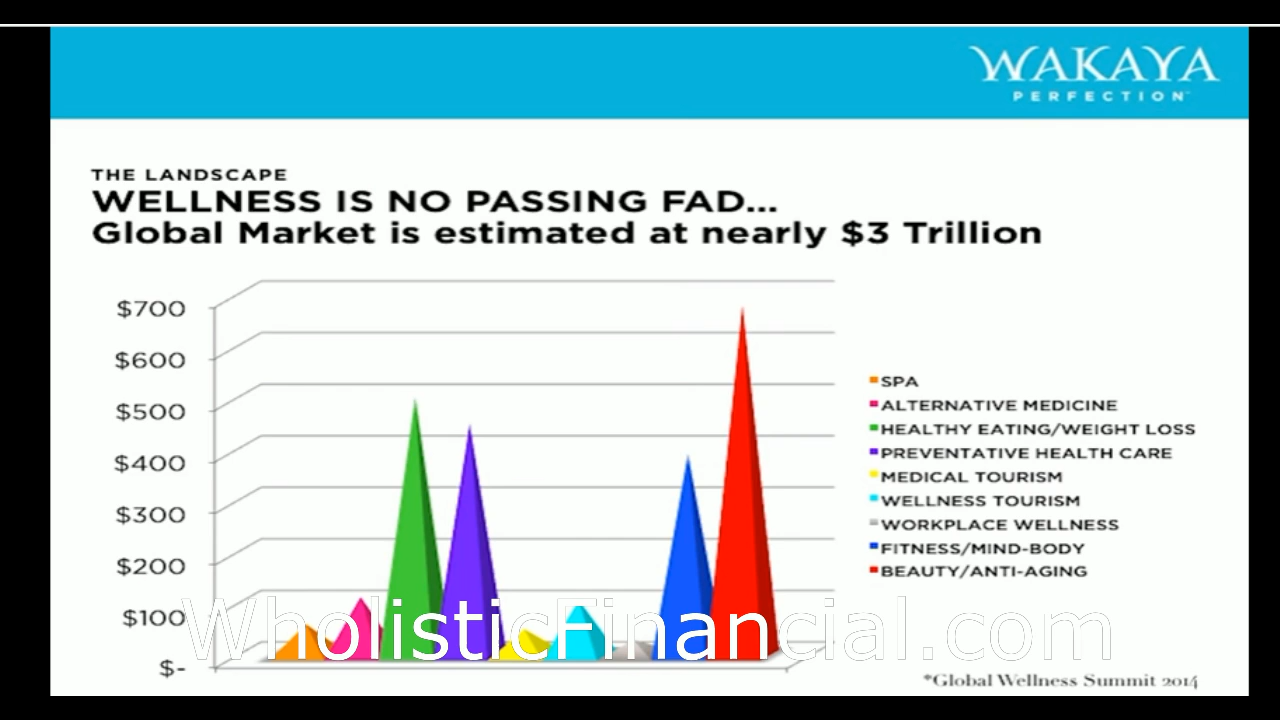 WAKAYA
PERFECTION™
THE LANDSCAPE
WELLNESS IS NO PASSING FAD...
Global Market is estimated at nearly $3 Trillion
$700
$600
$500
$400
$300
$200
$100
$-
SPA
ALTERNATIVE MEDICINE
HEALTHY EATING/WEIGHT LOSS
PREVENTATIVE HEALTH CARE
MEDICAL TOURISM
WELLNESS TOURISM
WORKPLACE WELLNESS
FITNESS/MIND-BODY
BEAUTY/ANTI-AGING
WholisticFinancial.com
*Global Wellness Summit 2014